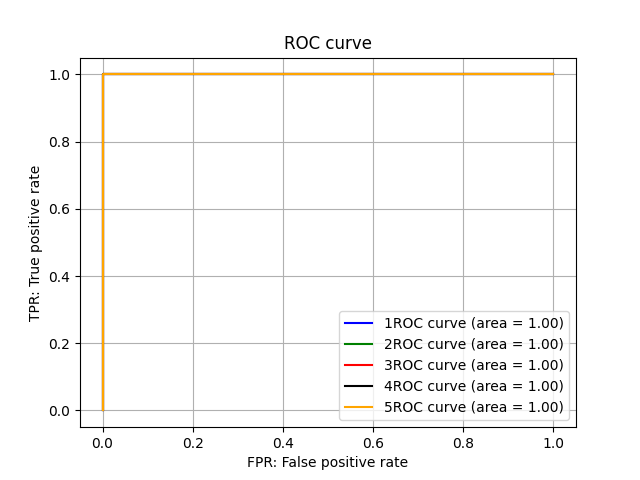 ROC curve
1.0
0.8
0.6
0.4
0.2
0.0
TPR: True positive rate
1ROC curve (area = 1.00)
2ROC curve (area = 1.00)
3ROC curve (area = 1.00)
4ROC curve (area = 1.00)
5ROC curve (area = 1.00)
0.0 0.2 0.4 0.6 0.8 1.0
FPR: False positive rate